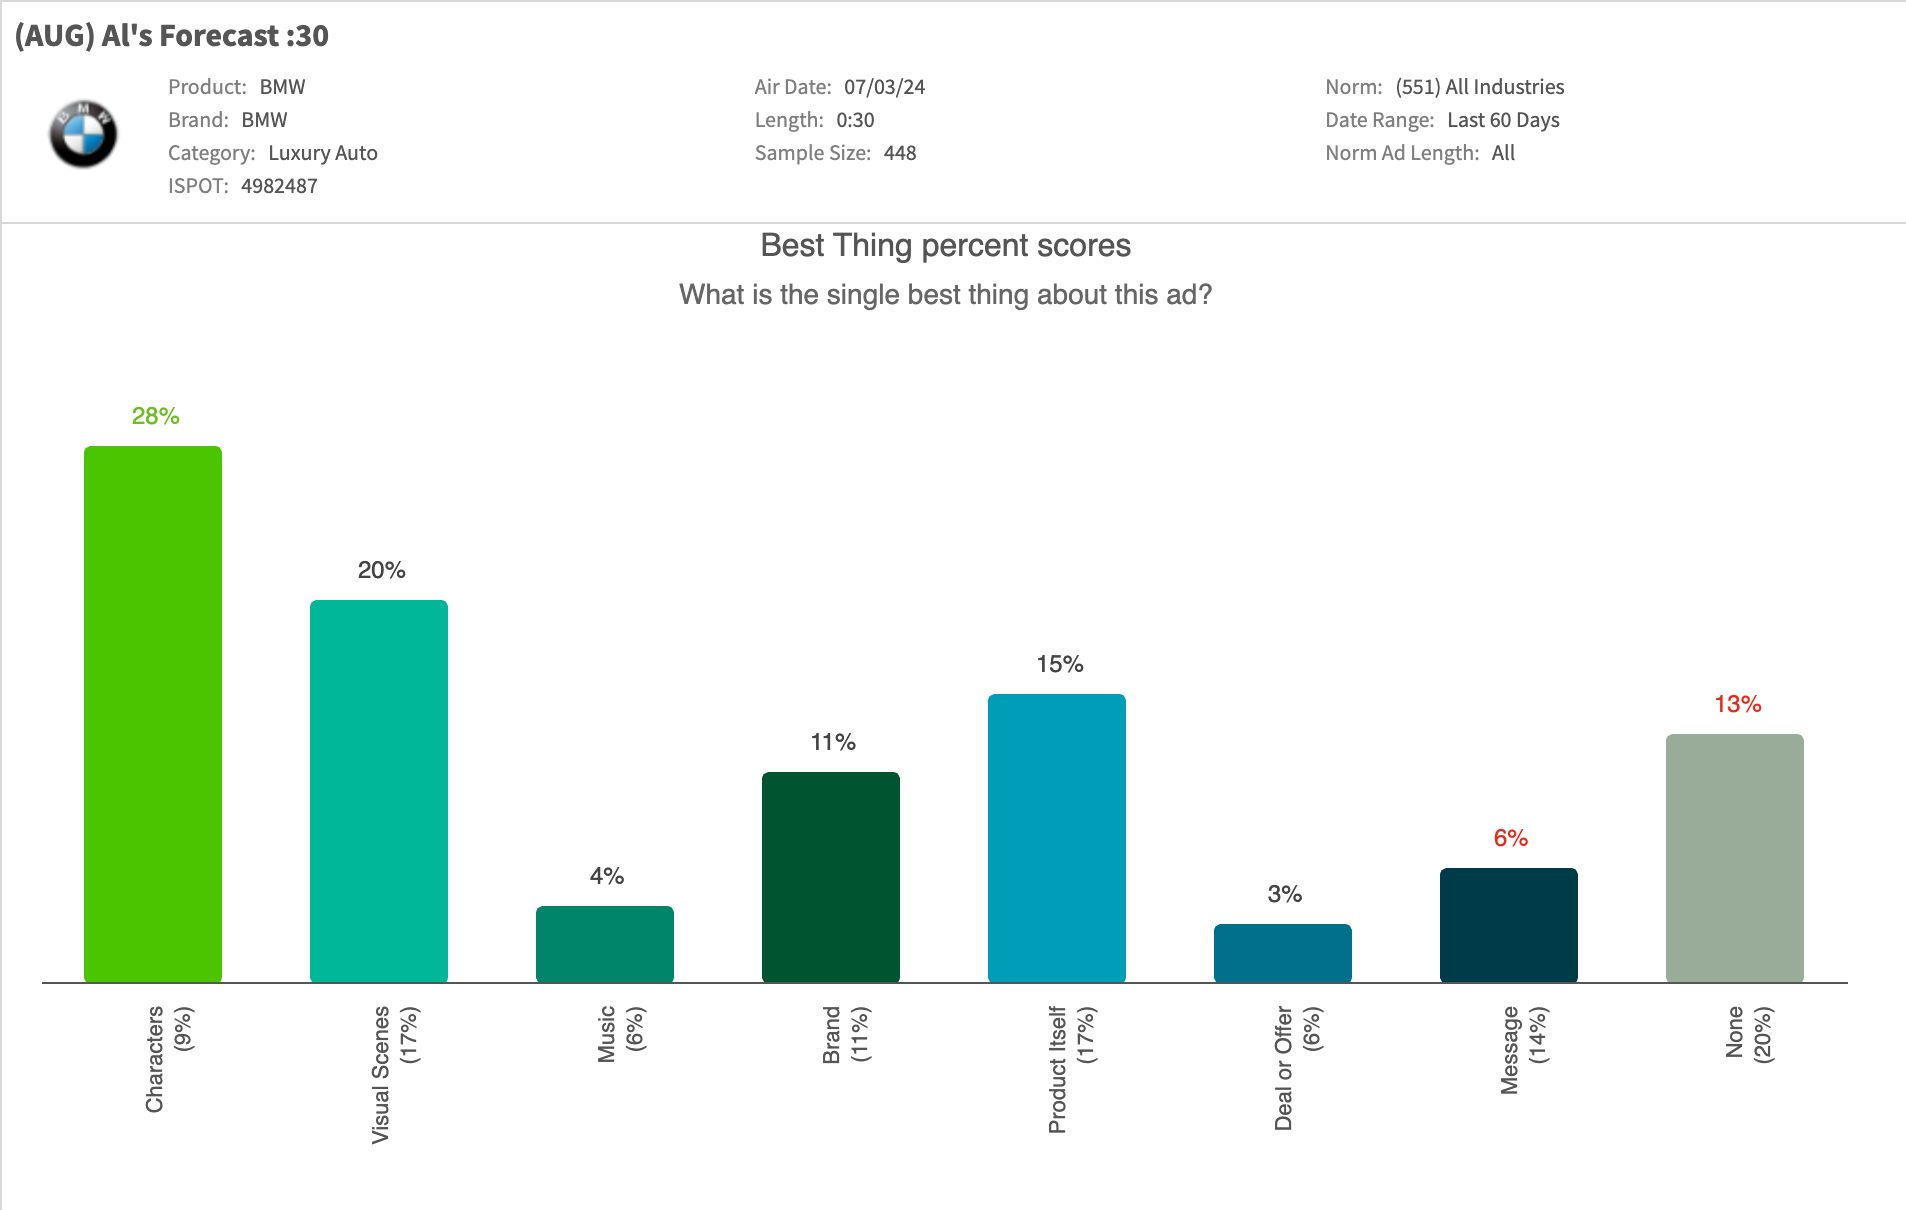 (AUG) Al's Forecast :30
BMW
Product: BMW
Brand: BMW
Category: Luxury Auto
ISPOT: 4982487
Air Date: 07/03/24
Length: 0:30
Sample Size: 448
Norm: (551) All Industries
Date Range: Last 60 Days
Norm Ad Length: All
Best Thing percent scores
What is the single best thing about this ad?
28%
20%
4%
11%
15%
3%
6%
13%
Characters
(9%)
Visual Scenes
(17%)
Music
(6%)
Brand
(11%)
Product Itself
(17%)
Deal or Offer
(6%)
Message
(14%)
None
(20%)